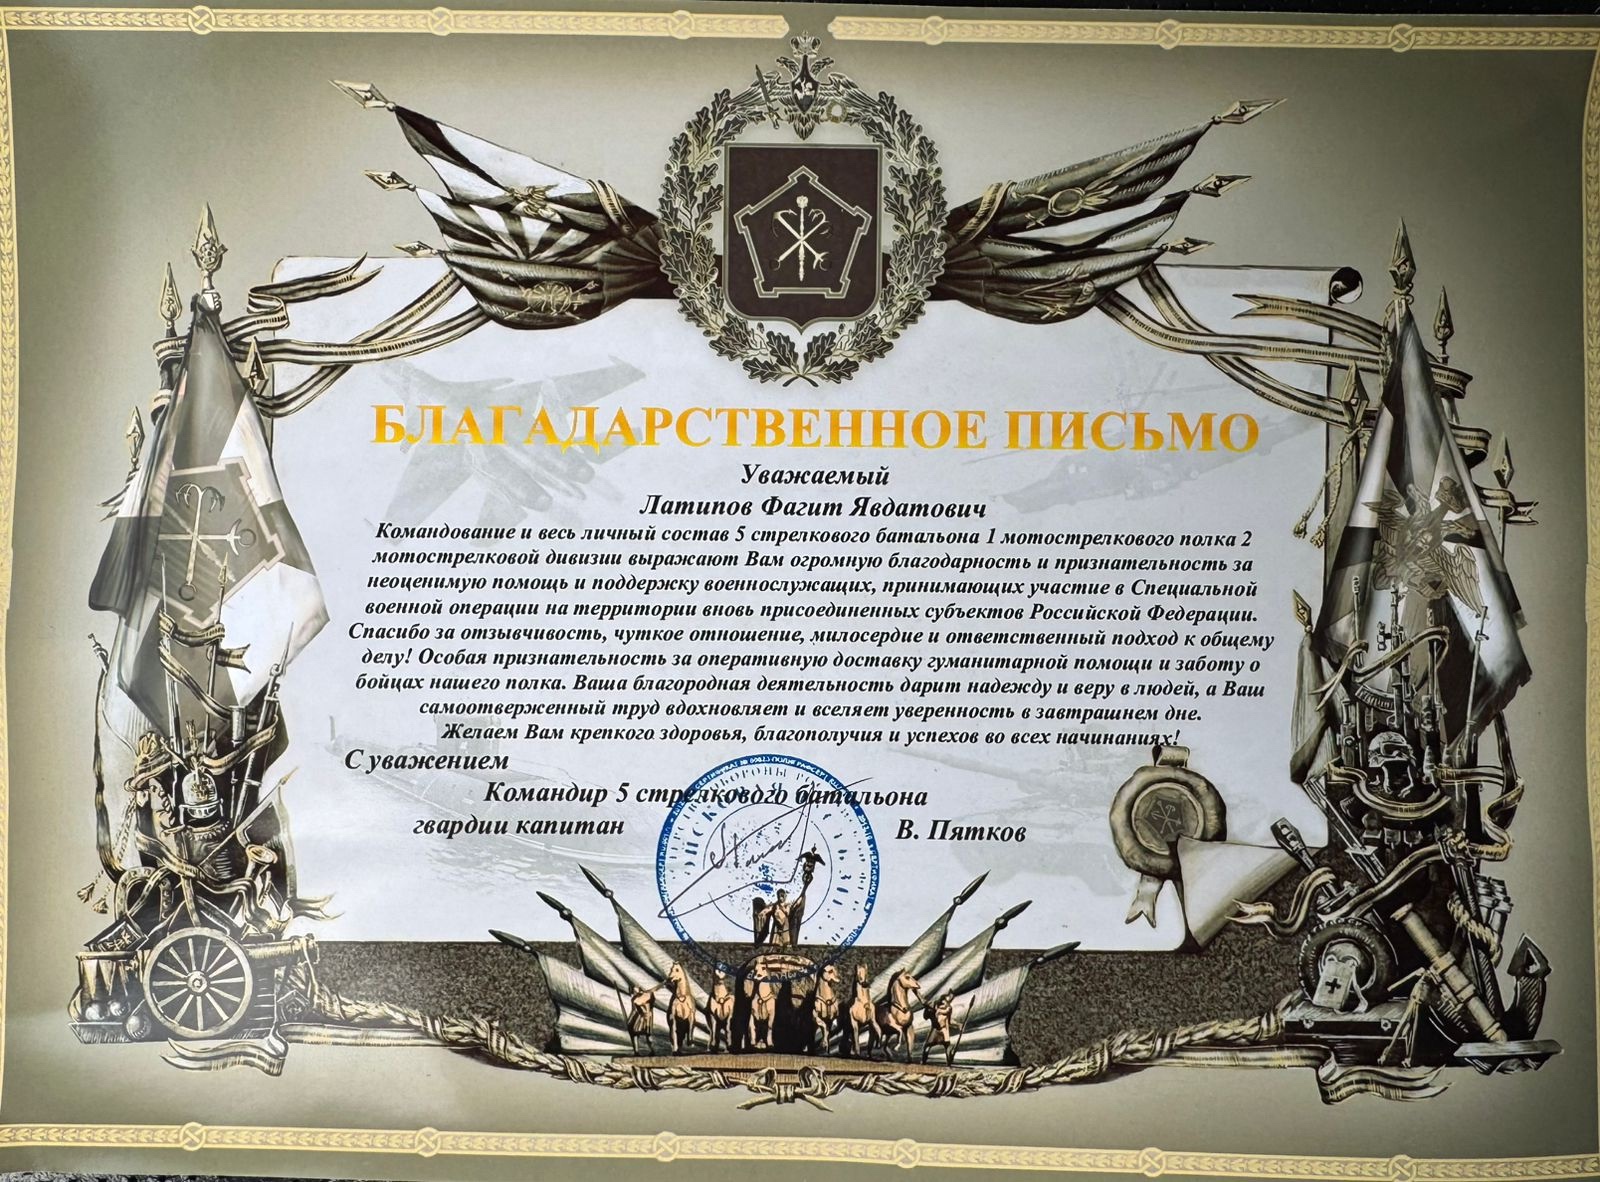 БЛАГАДАРСТВЕННОЕ ПИСЬМО
Уважаемый
Латипов Фагит Явдатович
Командование и весь личный состав 5 стрелкового батальона 1 мотострелкового полка 2
мотострелковой дивизии выражают Вам огромную благодарность и признательность за
неоценимую помощь и поддержку военнослужащих, принимающих участие в Специальной
военной операции на территории вновь присоединенных субъектов Российской Федерации.
Спасибо за отзывчивость, чуткое отношение, милосердие и ответственный подход к общему
делу! Особая признательность за оперативную доставку гуманитарной помощи и заботу о
бойцах нашего полка. Ваша благородная деятельность дарит надежду и веру в людей, а Ваш
самоотверженный труд вдохновляет и вселяет уверенность в завтрашнем дне.
Желаем Вам крепкого здоровья, благополучия и успехов во всех начинаниях!
С уважением
Командир 5 стрелкового батальона
гвардии капитан В. Пятков